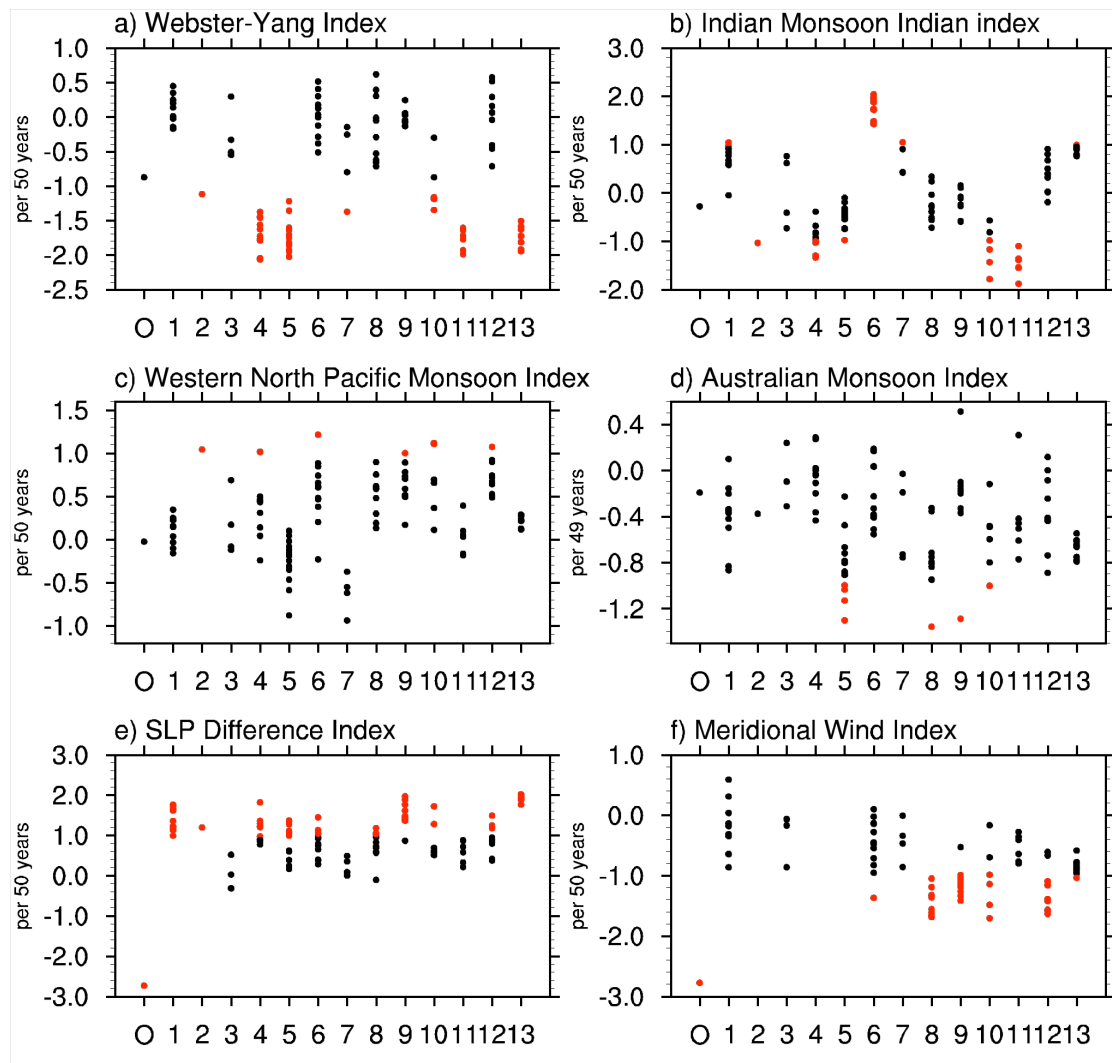 a) Webster-Yang Index
b) Indian Monsoon Indian index
1.0
0.5
0.0
-0.5
-1.0
-1.5
-2.0
-2.5
per 50 years
O 1 2 3 4 5 6 7 8 9 10 11 12 13
3.0
2.0
1.0
0.0
-1.0
-2.0
per 50 years
O 1 2 3 4 5 6 7 8 9 10 11 12 13
c) Western North Pacific Monsoon Index
d) Australian Monsoon Index
1.5
1.0
0.5
0.0
-0.5
-1.0
per 50 years
O 1 2 3 4 5 6 7 8 9 10 11 12 13
0.4
0.0
-0.4
-0.8
-1.2
per 49 years
O 1 2 3 4 5 6 7 8 9 10 11 12 13
e) SLP Difference Index
f) Meridional Wind Index
3.0
2.0
1.0
0.0
-1.0
-2.0
-3.0
per 50 years
O 1 2 3 4 5 6 7 8 9 10 11 12 13
1.0
0.0
-1.0
-2.0
-3.0
per 50 years
O 1 2 3 4 5 6 7 8 9 10 11 12 13